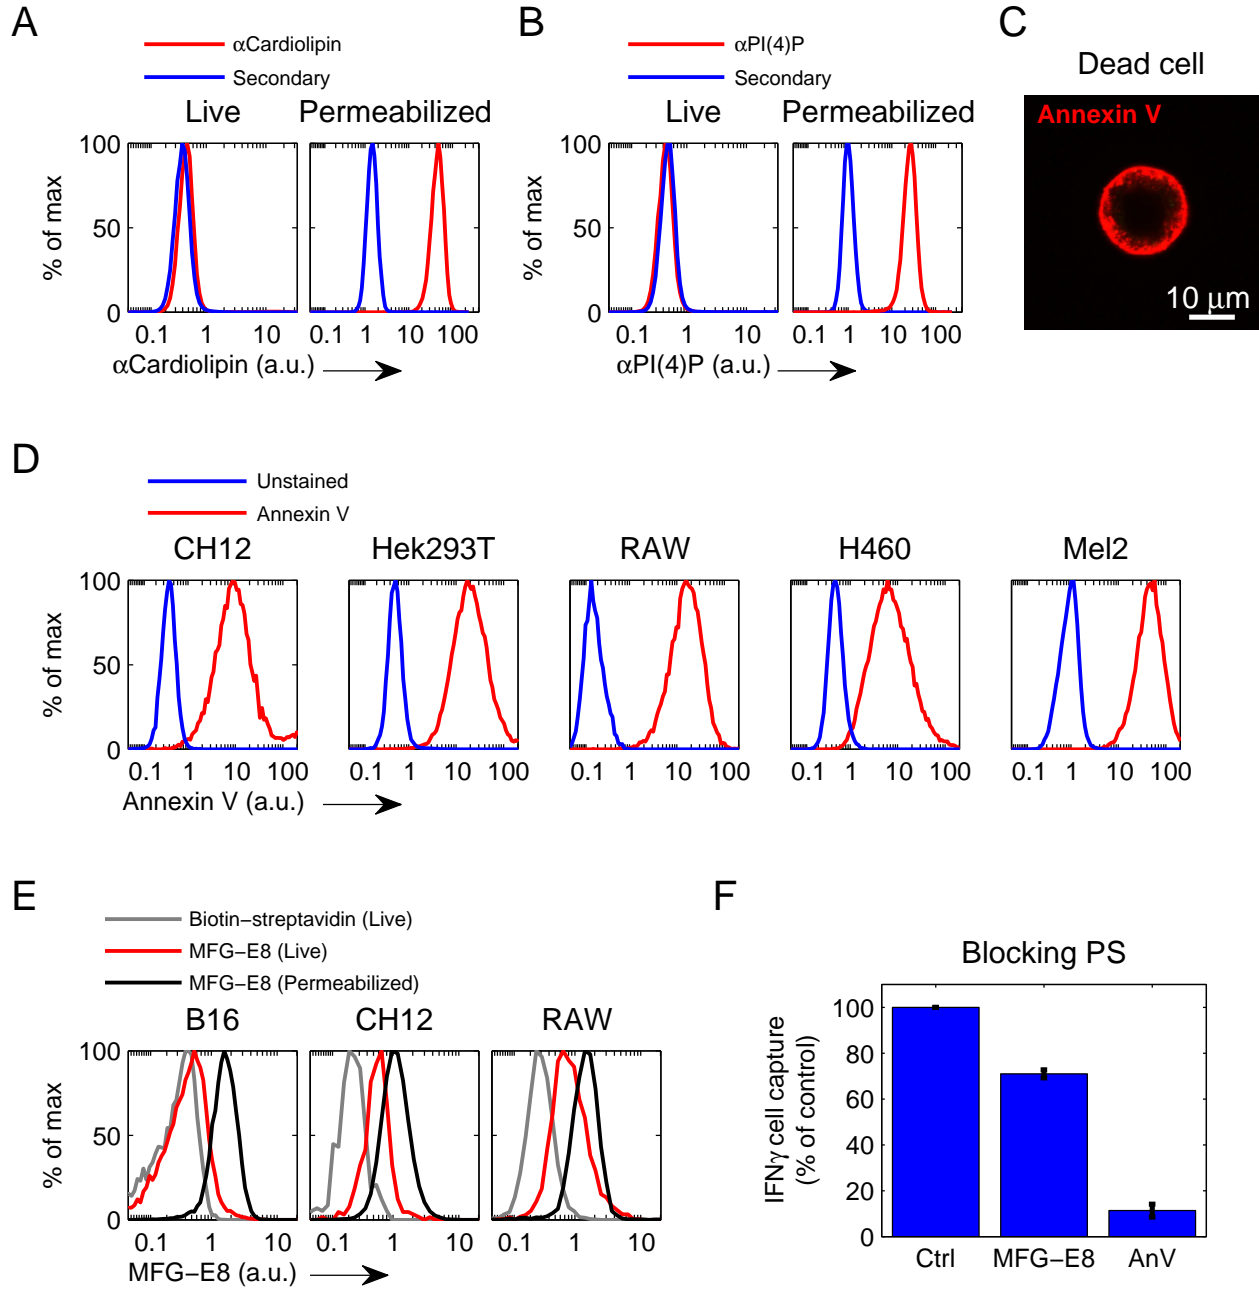 A
αCardiolipin
Secondary
Live
Permeabilized
% of max
100
50
0
0.1 1 10
1 10 100
αCardiolipin (a.u.)
B
αPI(4)P
Secondary
Live
Permeabilized
% of max
100
50
0
0.1 1 10
1 10 100
αPI(4)P (a.u.)
C
Dead cell
Annexin V
10 μm
D
Unstained
Annexin V
CH12
Hek293T
RAW
H460
Mel2
% of max
100
50
0
0.1 1 10 100
0.1 1 10 100
0.1 1 10 100
0.1 1 10 100
0.1 1 10 100
Annexin V (a.u.)
E
Biotin−streptavidin (Live)
MFG−E8 (Live)
MFG−E8 (Permeabilized)
B16
CH12
RAW
% of max
100
50
0
0.1 1 10
0.1 1 10
0.1 1 10
MFG−E8 (a.u.)
F
Blocking PS
IFNγ cell capture
(% of control)
100
80
60
40
20
0
Ctrl
MFG−E8
AnV